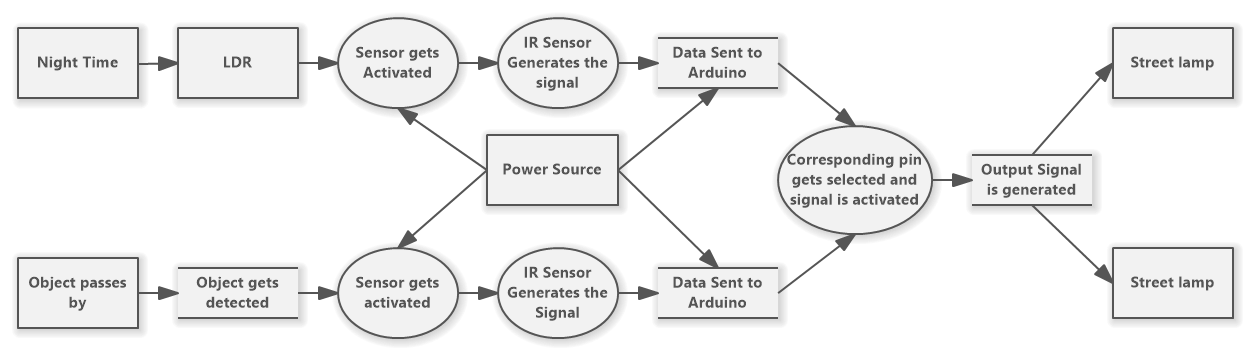 Night Time
LDR
Sensor gets
Activated
IR Sensor
Generates the
signal
Data Sent to
Arduino
Street lamp
Power Source
Corresponding pin
gets selected and
signal is activated
Output Signal
is generated
Object passes
by
Object gets
detected
Sensor gets
activated
IR Sensor
Generates the
Signal
Data Sent to
Arduino
Street lamp